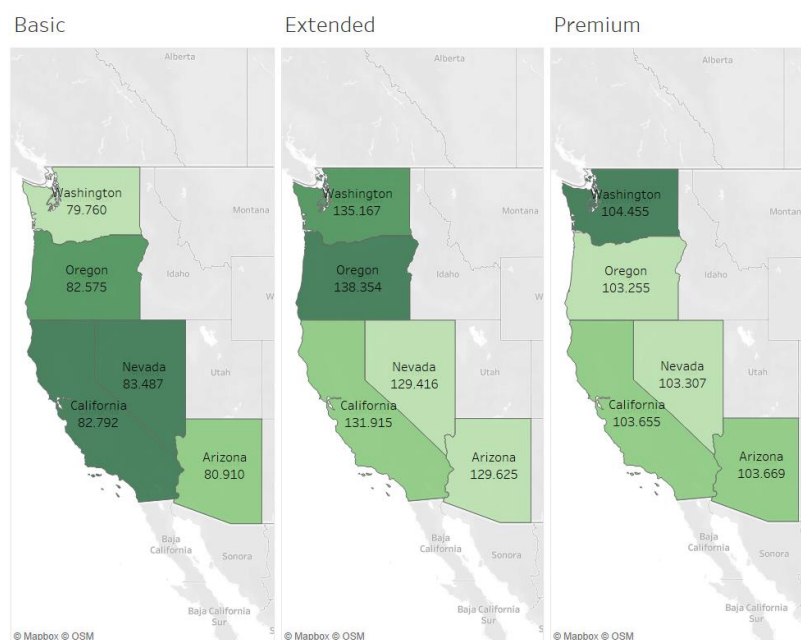 Basic
Alberta
Washington
79.760
Montana
Oregon
82.575
Idaho
W
Nevada
83.487
Utah
California
82.792
Arizona
80.910
Baja
California
Sonora
Baja California
Sur
S
© Mapbox © OSM
Extended
Alberta
Washington
135.167
Montana
Oregon
138.354
Idaho
W
Nevada
129.416
Utah
California
131.915
Arizona
129.625
Baja
California
Sonora
Baja California
Sur
© Mapbox © OSM
Premium
Alberta
Washington
104.455
Montan
Oregon
103.255
Idaho
Nevada
103.307
Utah
California
103.655
Arizona
103.669
Baja
California
Sonora
Baja California
Sur
© Mapbox © OSM